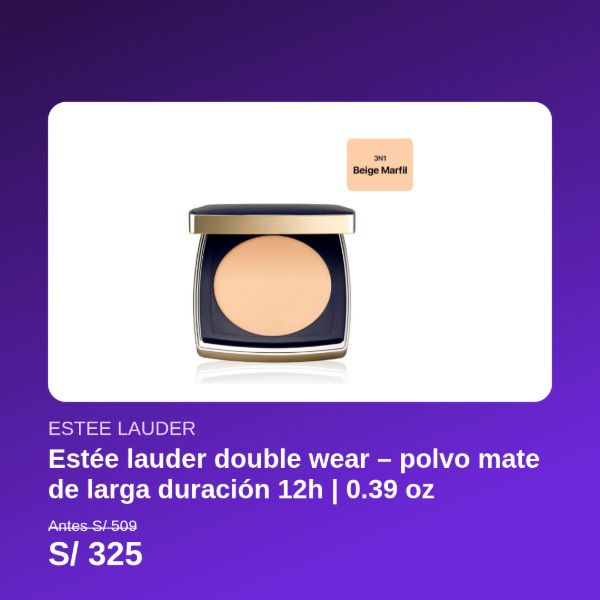 3N1
Beige Marfil
ESTEE LAUDER
Estée lauder double wear – polvo mate
de larga duración 12h | 0.39 oz
Antes S/ 509
S/ 325